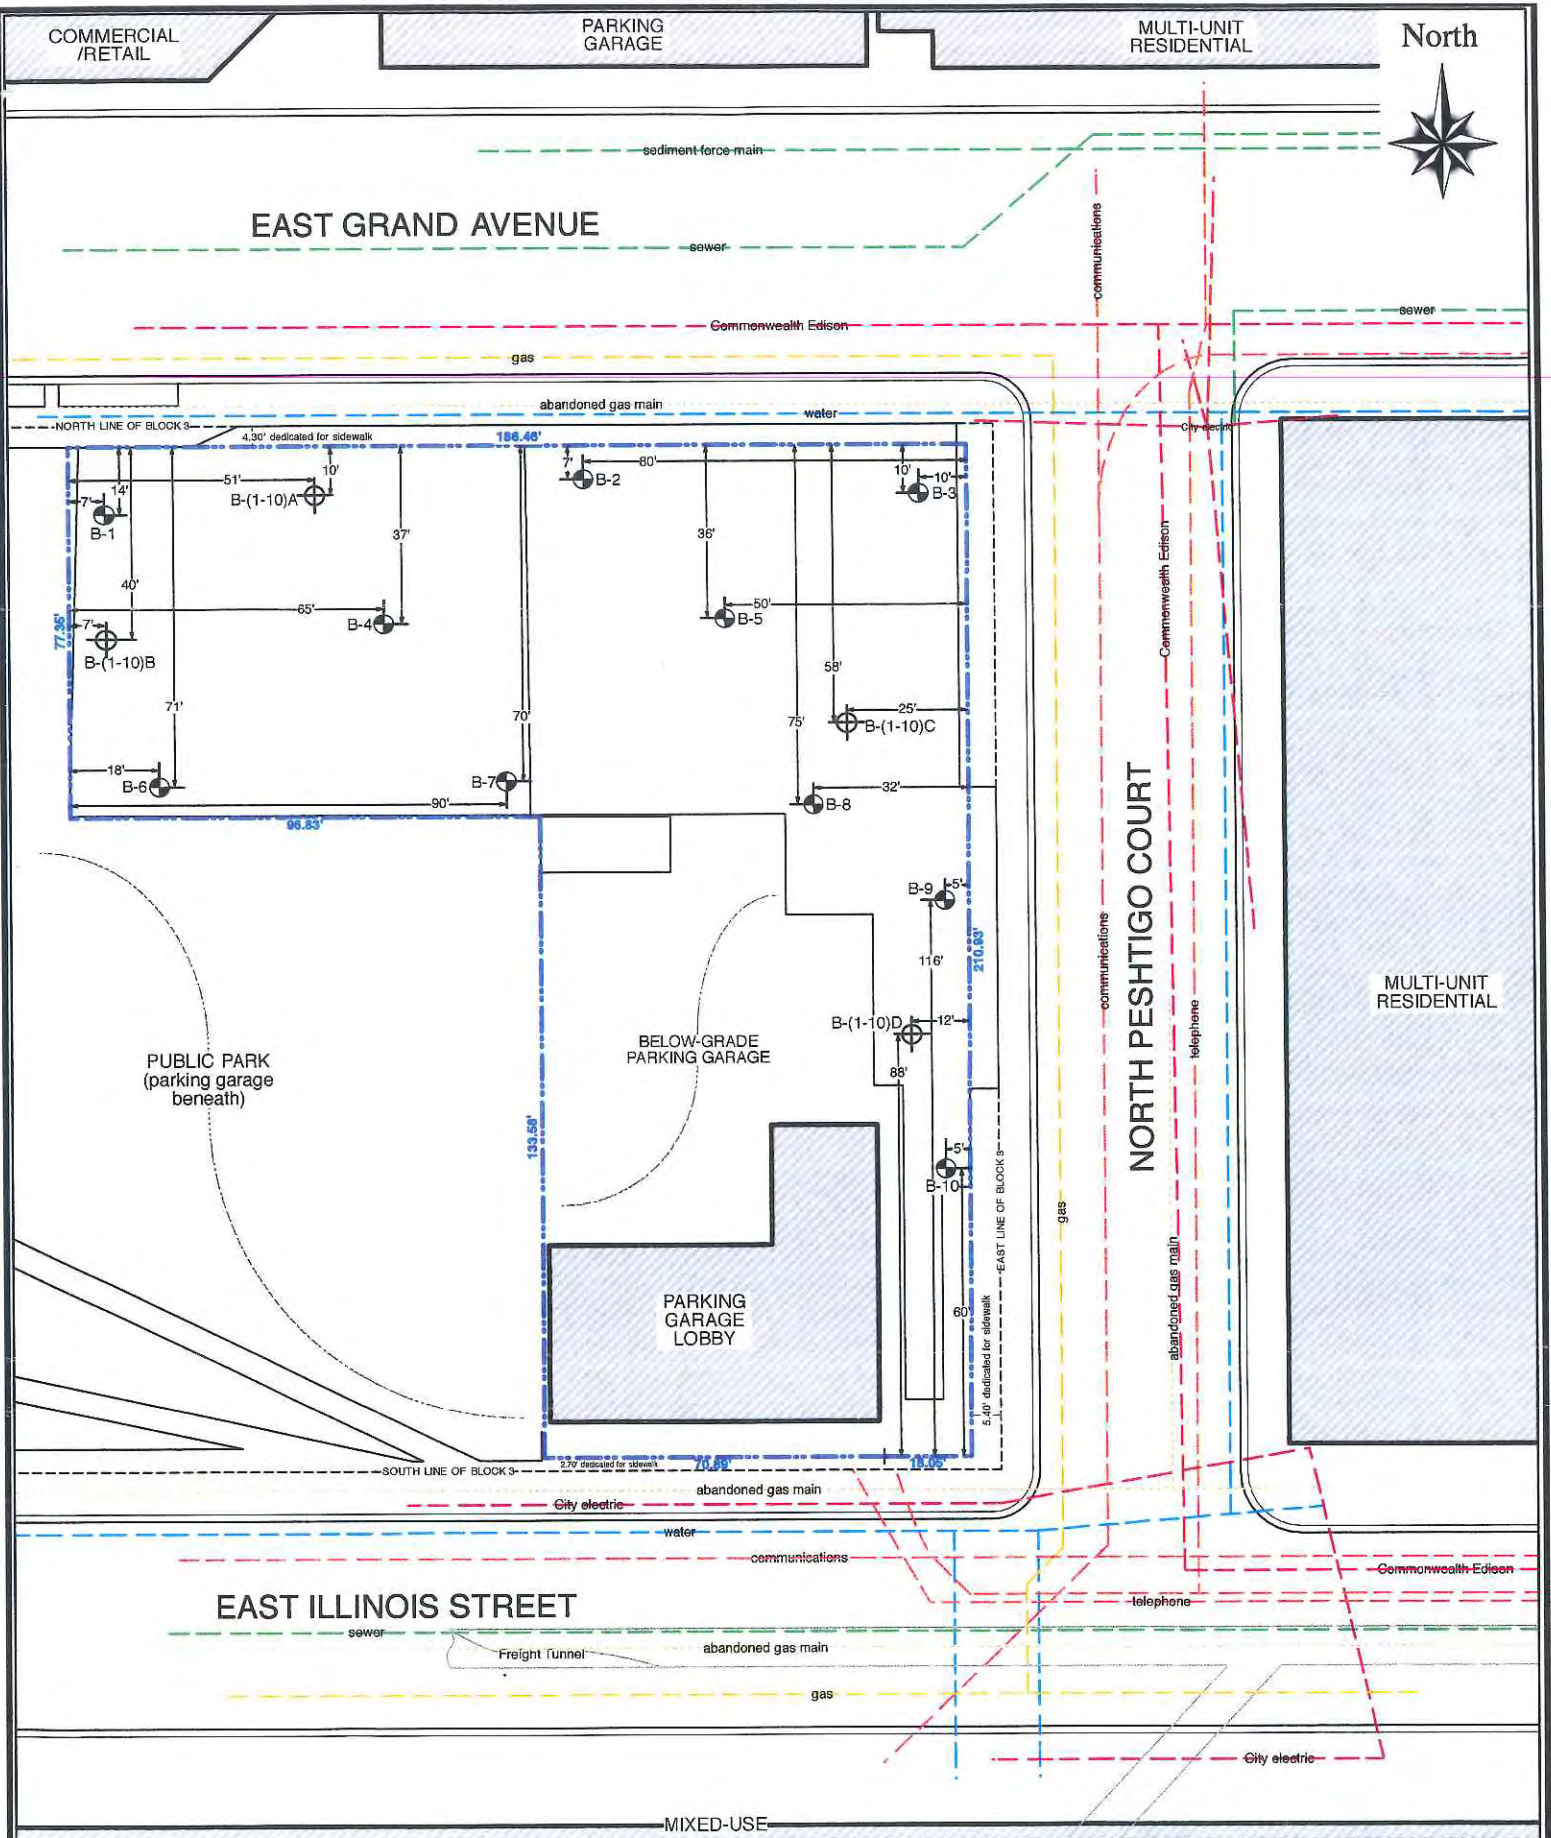 COMMERCIAL
/RETAIL
PARKING
GARAGE
MULTI-UNIT
RESIDENTIAL
North
sediment force main
EAST GRAND AVENUE
sewer
communications
Commonwealth Edison
sewer
gas
abandoned gas main
water
NORTH LINE OF BLOCK 3
4.30' dedicated for sidewalk
186.46'
City electric
7'
80'
10'
10'
51'
10'
14'
7'
B-(1-10)A
B-2
B-3
B-1
37'
36'
40'
65'
50'
7'
B-4
B-5
77.35'
B-(1-10)B
Commonwealth Edison
58'
71'
70'
75'
25'
B-(1-10)C
18'
B-6
B-7
32'
90'
B-8
96.83'
B-9
5'
116'
210.93'
communications
NORTH PESHTIGO COURT
telephone
MULTI-UNIT
RESIDENTIAL
B-(1-10)D
12'
BELOW-GRADE
PARKING GARAGE
88'
PUBLIC PARK
(parking garage
beneath)
133.58'
5'
B-10
EAST LINE OF BLOCK 3
gas
abandoned gas main
PARKING
GARAGE
LOBBY
60'
5.40' dedicated for sidewalk
SOUTH LINE OF BLOCK 3
2.70' dedicated for sidewalk
70.89'
18.05'
abandoned gas main
City electric
water
communications
Commonwealth Edison
EAST ILLINOIS STREET
telephone
sewer
abandoned gas main
Freight Tunnel
gas
City electric
MIXED-USE